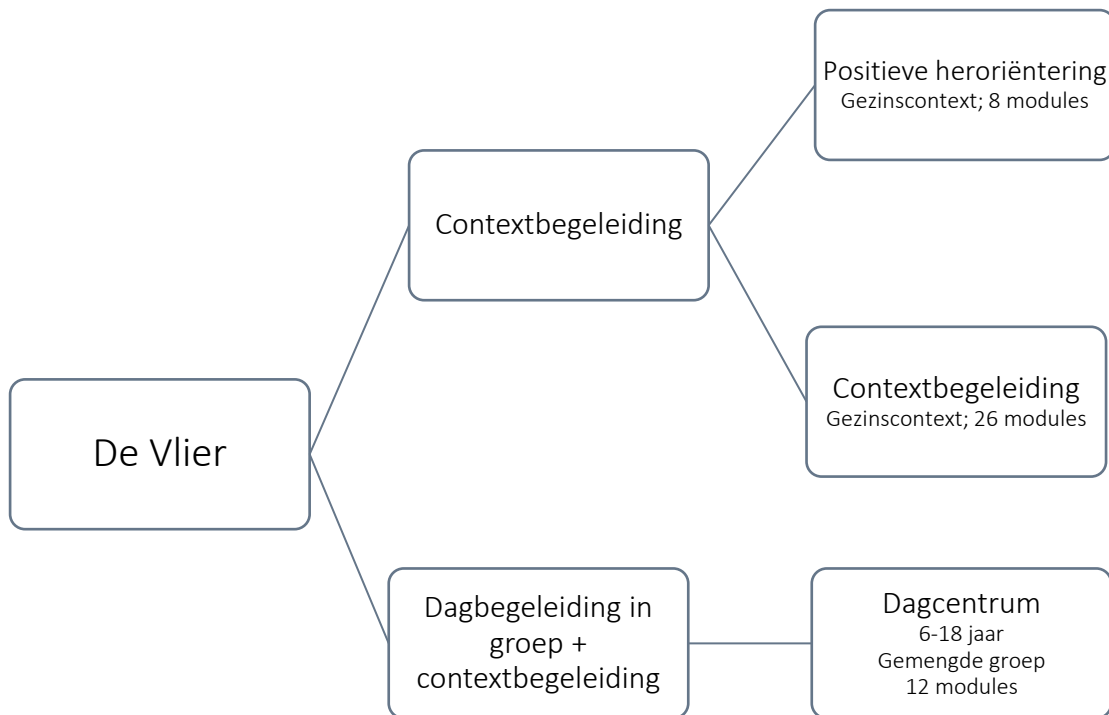 Positieve heroriëntering
Gezinscontext; 8 modules
Contextbegeleiding
Contextbegeleiding
Gezinscontext; 26 modules
De Vlier
Dagbegeleiding in
groep +
contextbegeleiding
Dagcentrum
6-18 jaar
Gemengde groep
12 modules